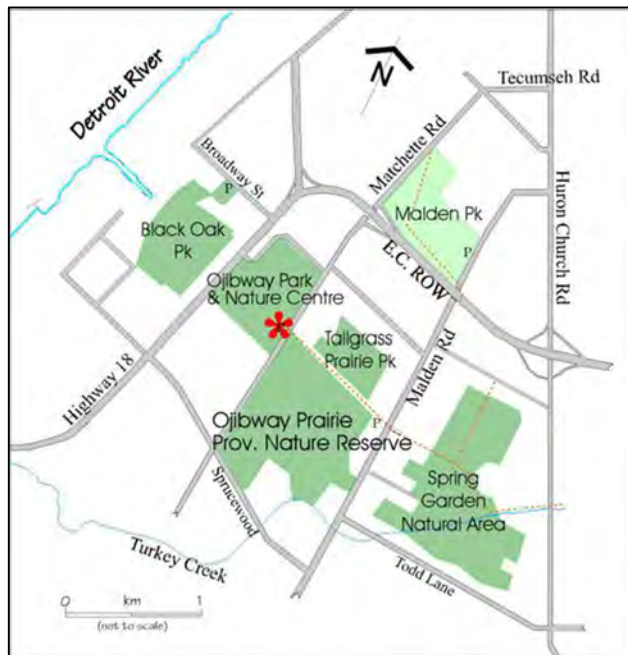 N
Tecumseh Rd
Detroit River
Matchette Rd
Broadway St
P
Malden Pk
Huron Church Rd
Black Oak
Pk
P
E.C. ROW
Ojibway Park
& Nature Centre
Tallgrass
Prairie Pk
Malden Rd
Highway 18
Ojibway Prairie
Prov. Nature Reserve
P
Spring
Garden
Natural Area
Sprucewood
Turkey Creek
Todd Lane
0 km 1
(not to scale)